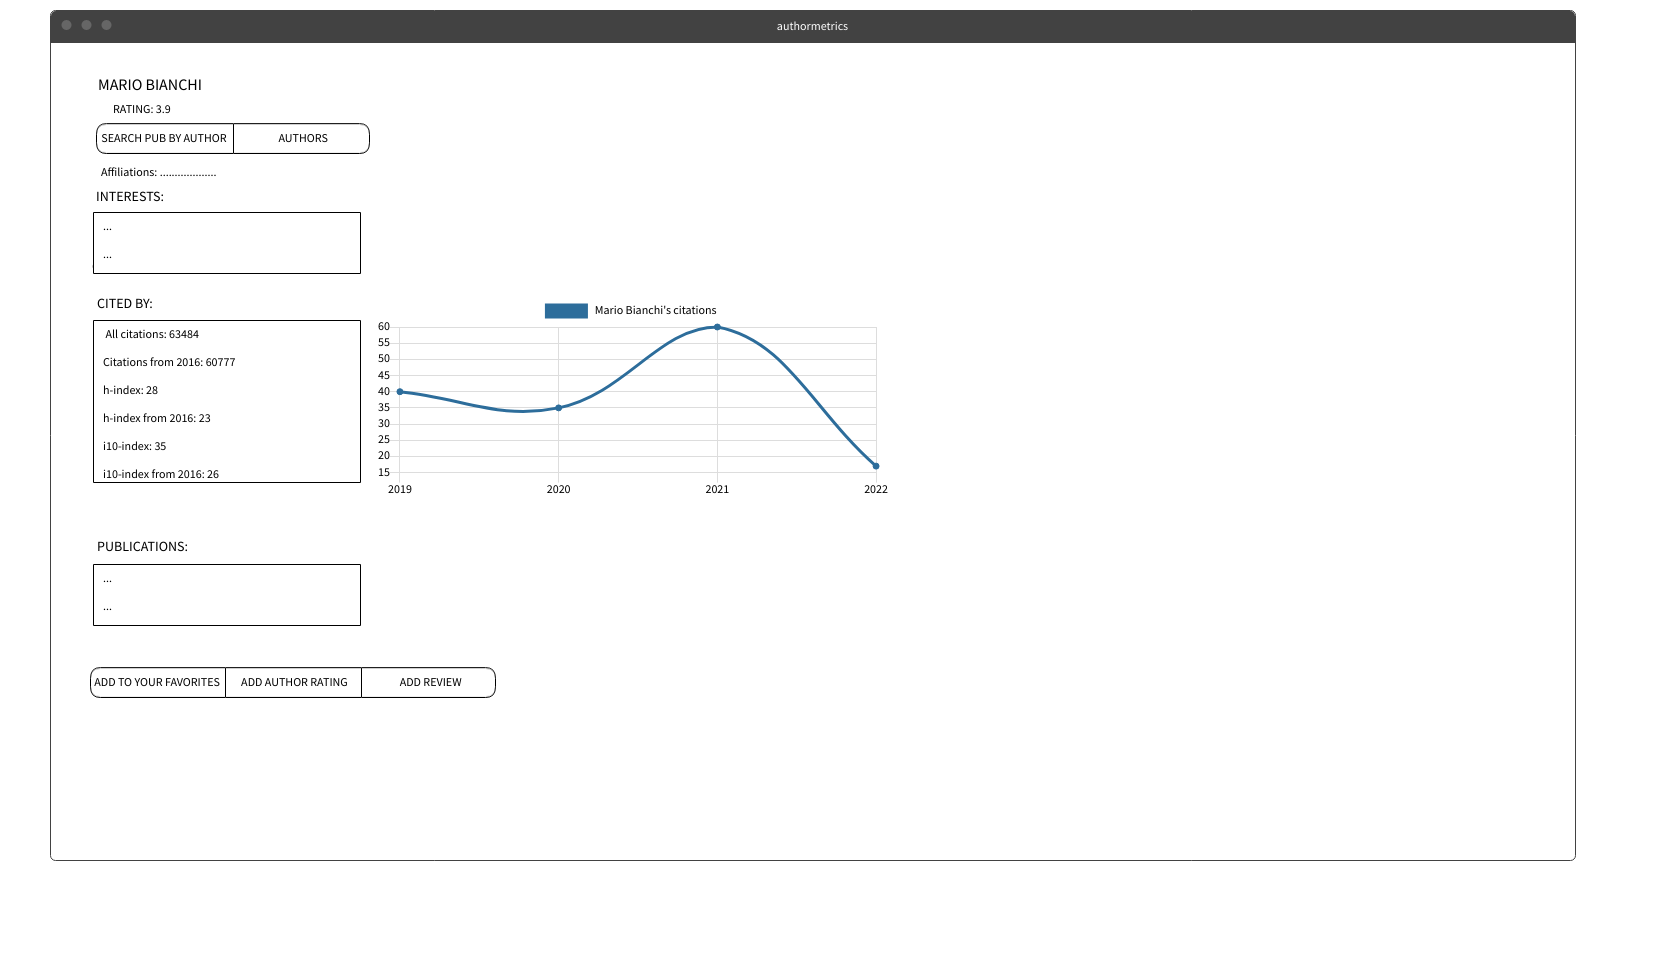 authormetrics
MARIO BIANCHI
RATING: 3.9
SEARCH PUB BY AUTHOR
AUTHORS
Affiliations: ...................
INTERESTS:
...
...
CITED BY:
All citations: 63484
Citations from 2016: 60777
h-index: 28
h-index from 2016: 23
i10-index: 35
i10-index from 2016: 26
Mario Bianchi's citations
60
55
50
45
40
35
30
25
20
15
2019 2020 2021 2022
PUBLICATIONS:
...
...
ADD TO YOUR FAVORITES
ADD AUTHOR RATING
ADD REVIEW